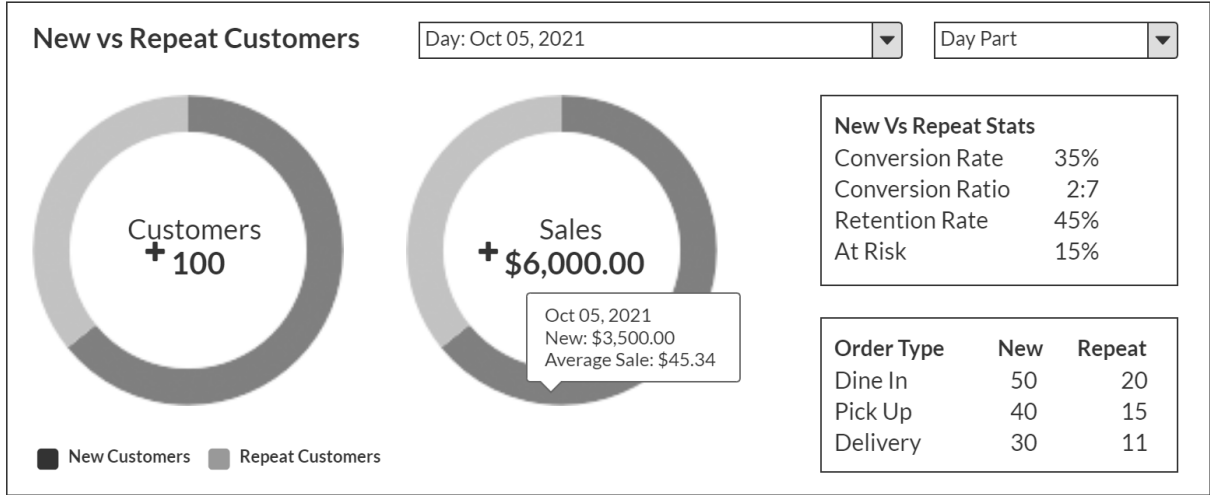 New vs Repeat Customers
Day: Oct 05, 2021
Day Part
Customers
+ 100
Sales
+ $6,000.00
Oct 05, 2021
New: $3,500.00
Average Sale: $45.34
New Customers
Repeat Customers
New Vs Repeat Stats
Conversion Rate 35%
Conversion Ratio 2:7
Retention Rate 45%
At Risk 15%
Order Type New Repeat
Dine In 50 20
Pick Up 40 15
Delivery 30 11